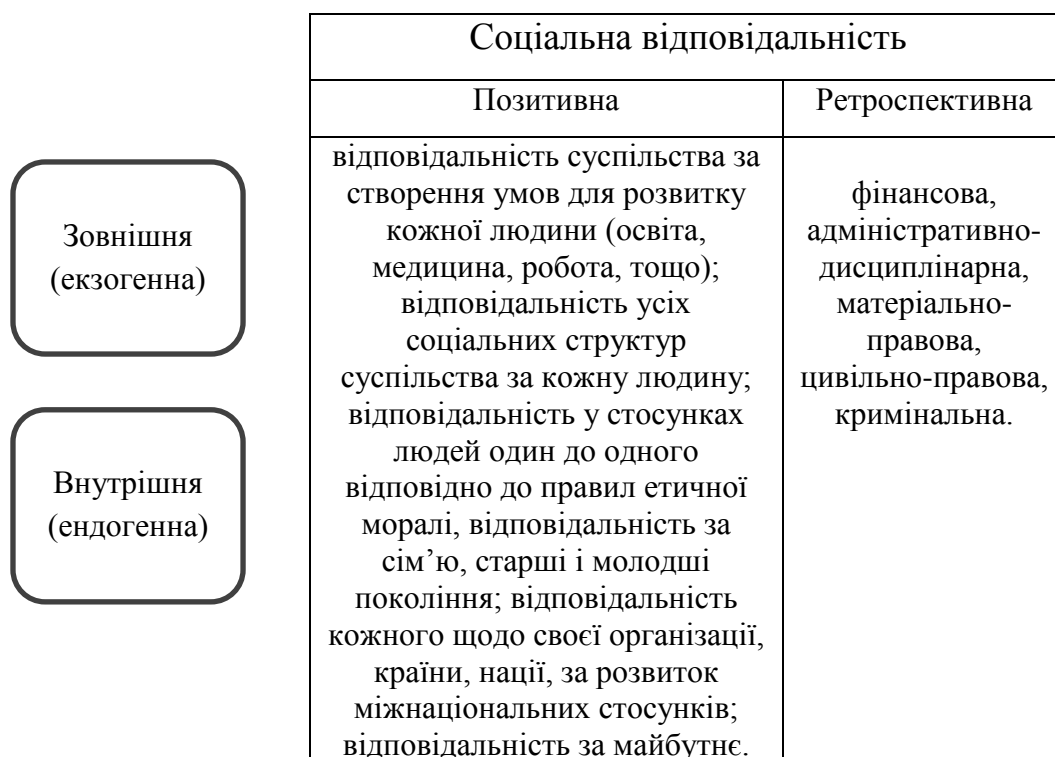 Соціальна відповідальність
Позитивна
Ретроспективна
Зовнішня
(екзогенна)
Внутрішня
(ендогенна)
відповідальність суспільства за
створення умов для розвитку
кожної людини (освіта,
медицина, робота, тощо);
відповідальність усіх
соціальних структур
суспільства за кожну людину;
відповідальність у стосунках
людей один до одного
відповідно до правил етичної
моралі, відповідальність за
сім’ю, старші і молодші
покоління; відповідальність
кожного щодо своєї організації,
країни, нації, за розвиток
міжнаціональних стосунків;
відповідальність за майбутнє.
фінансова,
адміністративно-
дисциплінарна,
матеріально-
правова,
цивільно-правова,
кримінальна.